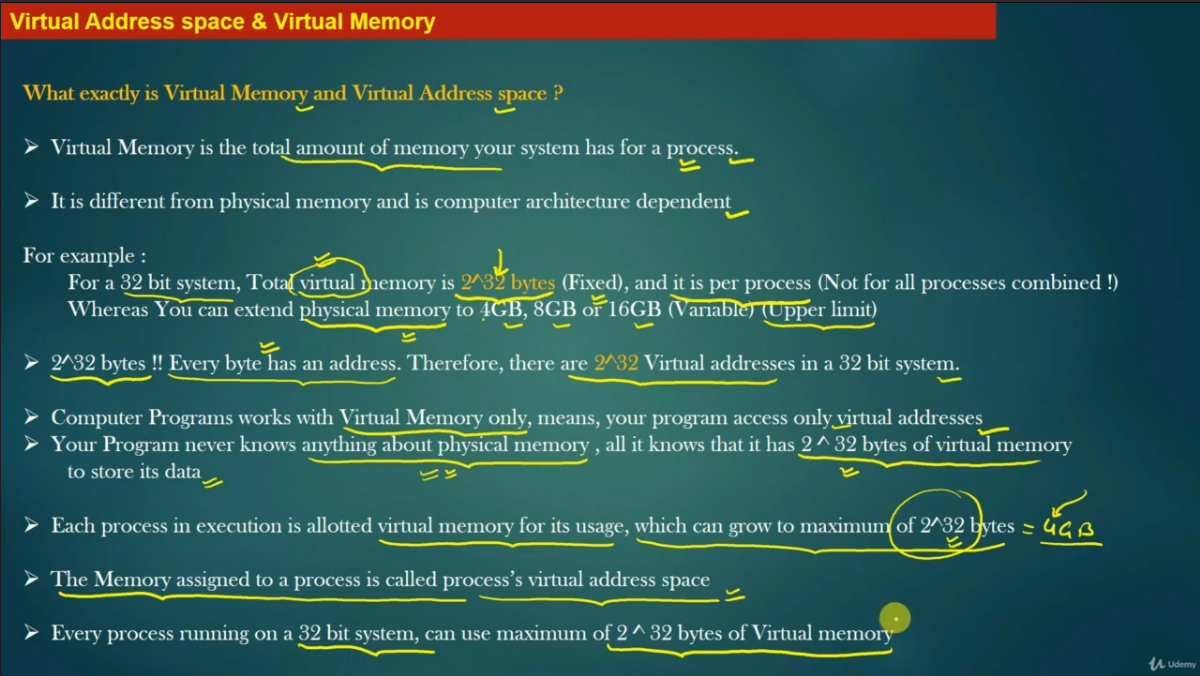 Virtual Address space & Virtual Memory
What exactly is Virtual Memory and Virtual Address space ?
➢ Virtual Memory is the total amount of memory your system has for a process.
➢ It is different from physical memory and is computer architecture dependent
For example :
For a 32 bit system, Total virtual memory is 2^32 bytes (Fixed), and it is per process (Not for all processes combined !)
Whereas You can extend physical memory to 4GB, 8GB or 16GB (Variable) (Upper limit)
➢ 2^32 bytes !! Every byte has an address. Therefore, there are 2^32 Virtual addresses in a 32 bit system.
➢ Computer Programs works with Virtual Memory only, means, your program access only virtual addresses
➢ Your Program never knows anything about physical memory , all it knows that it has 2 ^ 32 bytes of virtual memory
to store its data
➢ Each process in execution is allotted virtual memory for its usage, which can grow to maximum of 2^32 bytes = 4GB
➢ The Memory assigned to a process is called process's virtual address space
➢ Every process running on a 32 bit system, can use maximum of 2 ^ 32 bytes of Virtual memory
Udemy